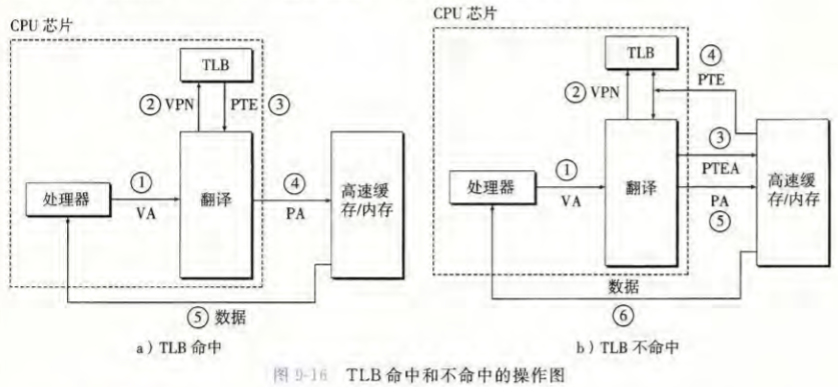 CPU 芯片
TLB
② VPN
PTE ③
处理器
① VA
翻译
④ PA
高速缓存/内存
⑤ 数据
a）TLB 命中
CPU 芯片
TLB
④ PTE
② VPN
③ PTEA
处理器
① VA
翻译
PA ⑤
高速缓存/内存
数据 ⑥
b）TLB 不命中
图 9-16 TLB 命中和不命中的操作图